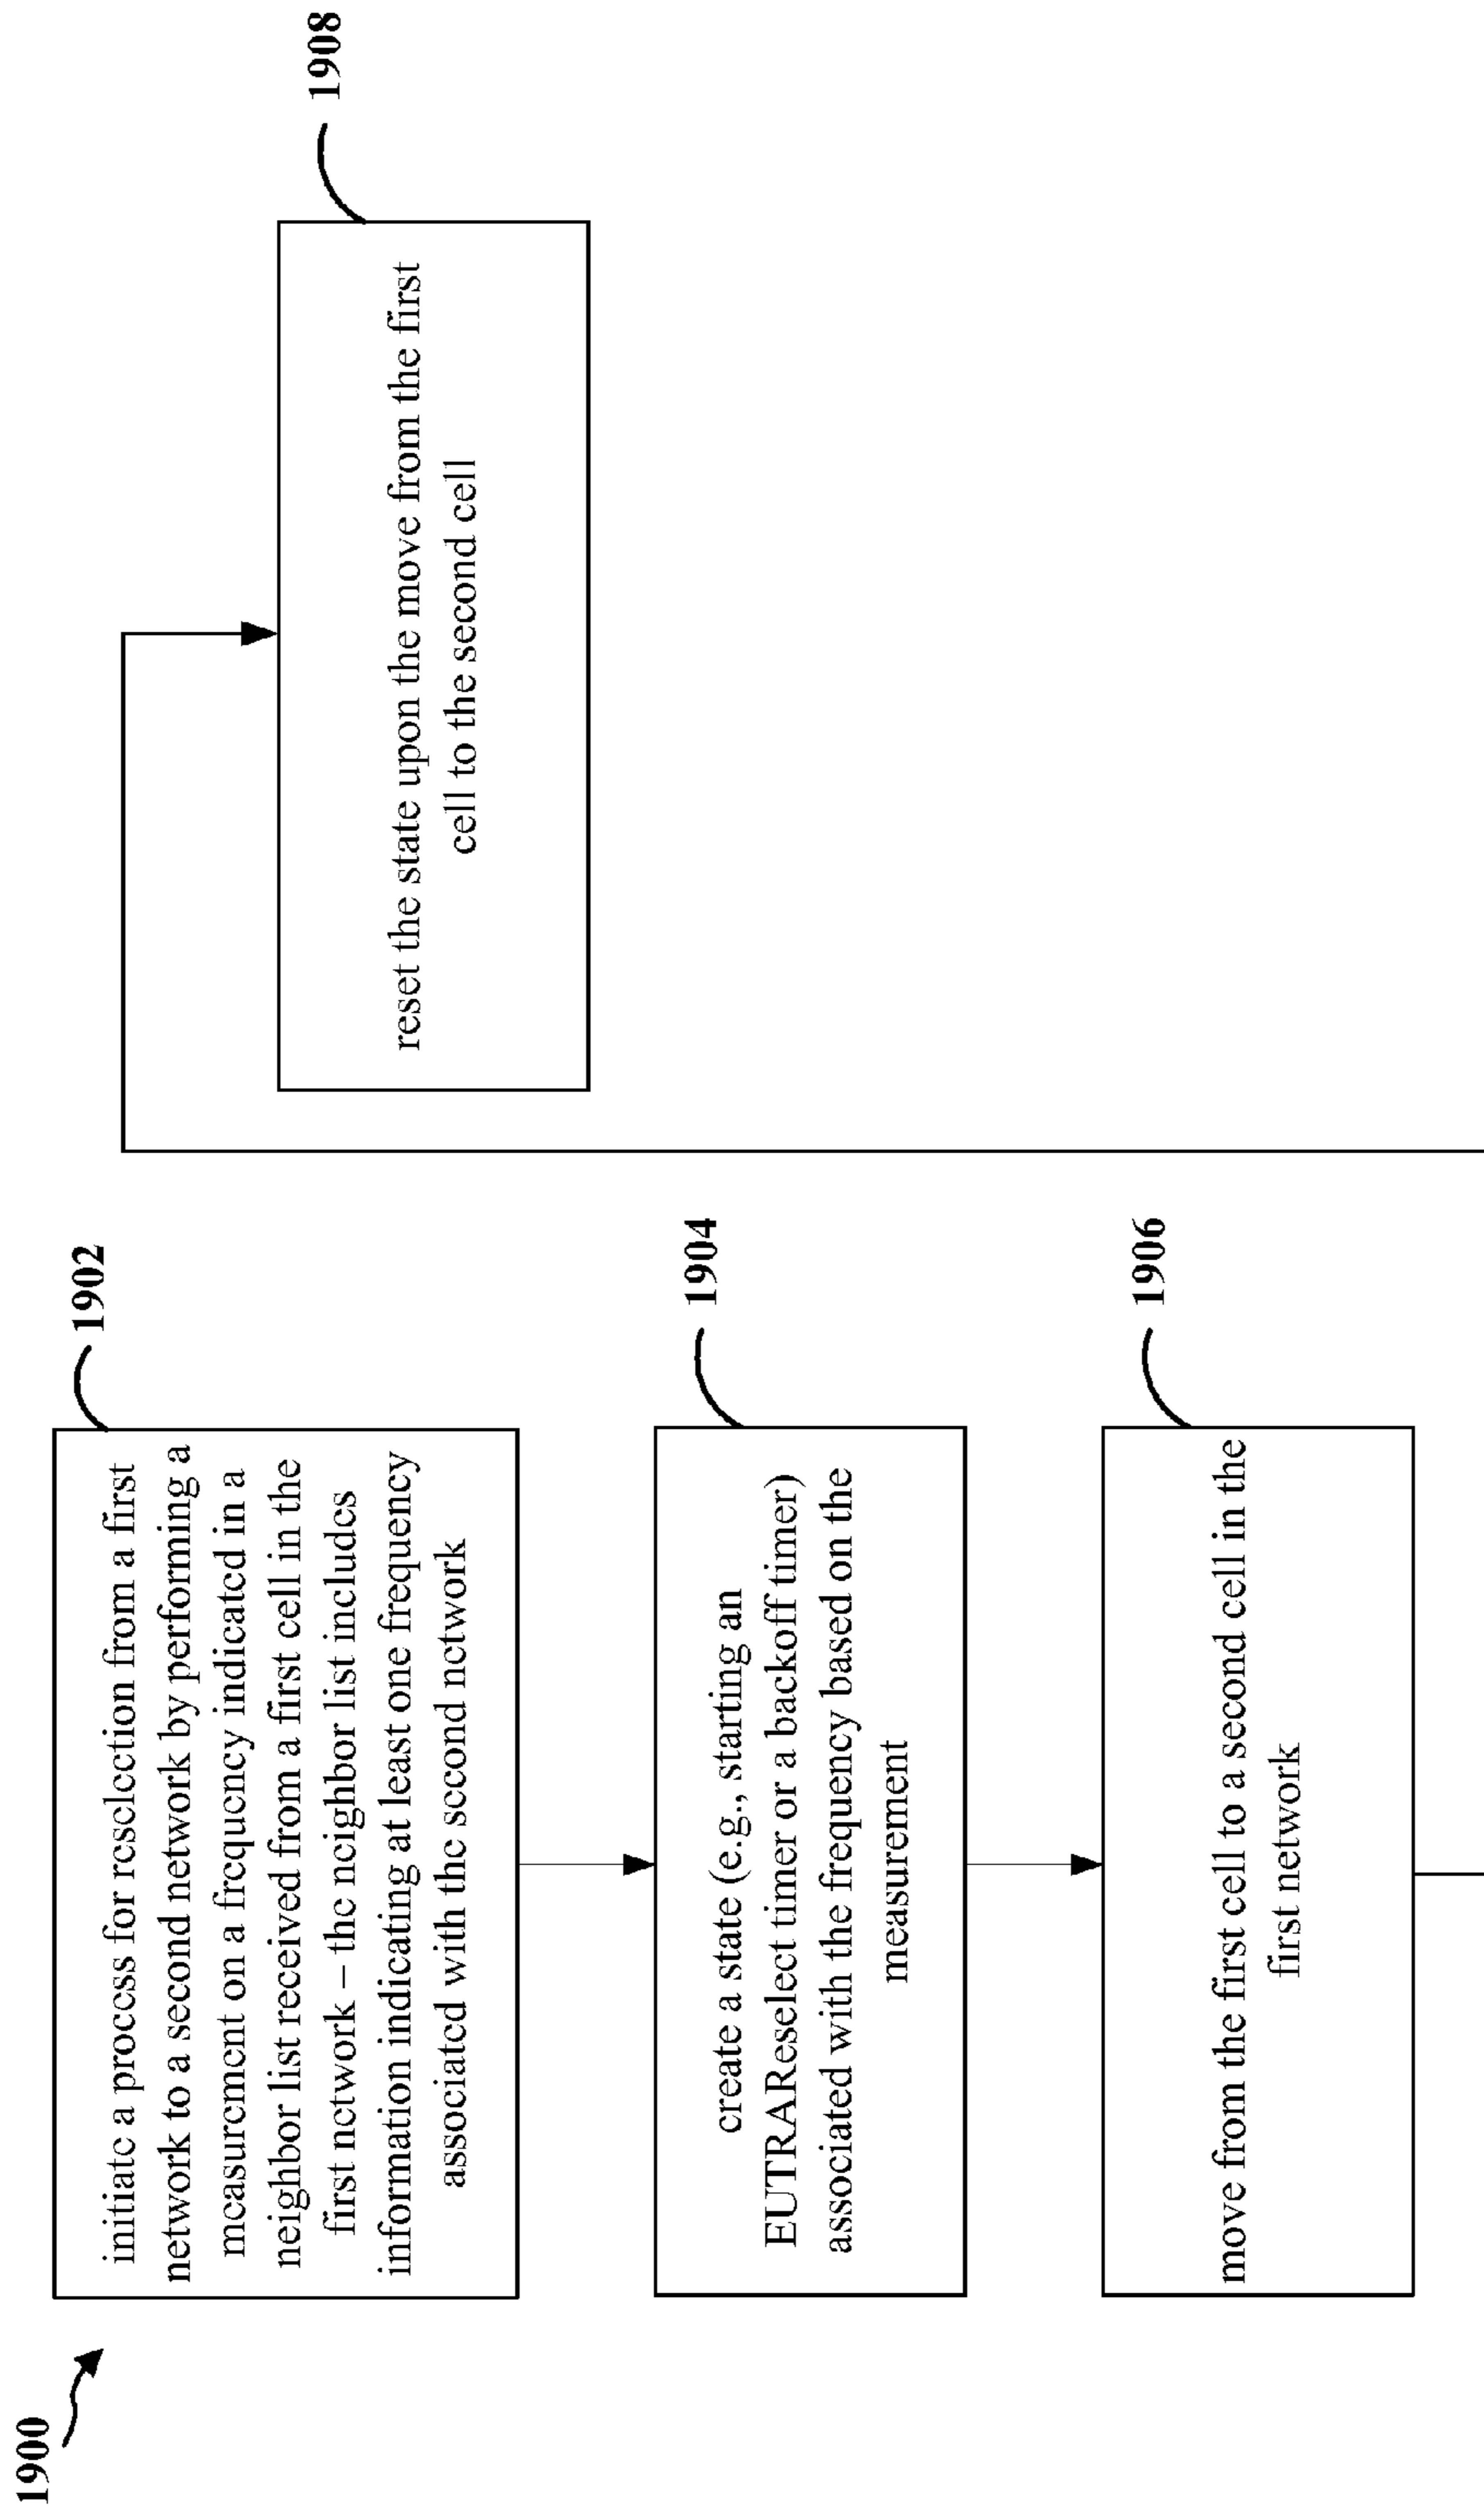 1900
1902
initiate a process for reselection from a first
network to a second network by performing a
measurement on a frequency indicated in a
neighbor list received from a first cell in the
first network – the neighbor list includes
information indicating at least one frequency
associated with the second network
1904
create a state (e.g., starting an
EUTRAReselect timer or a backoff timer)
associated with the frequency based on the
measurement
1906
move from the first cell to a second cell in the
first network
1908
reset the state upon the move from the first
cell to the second cell